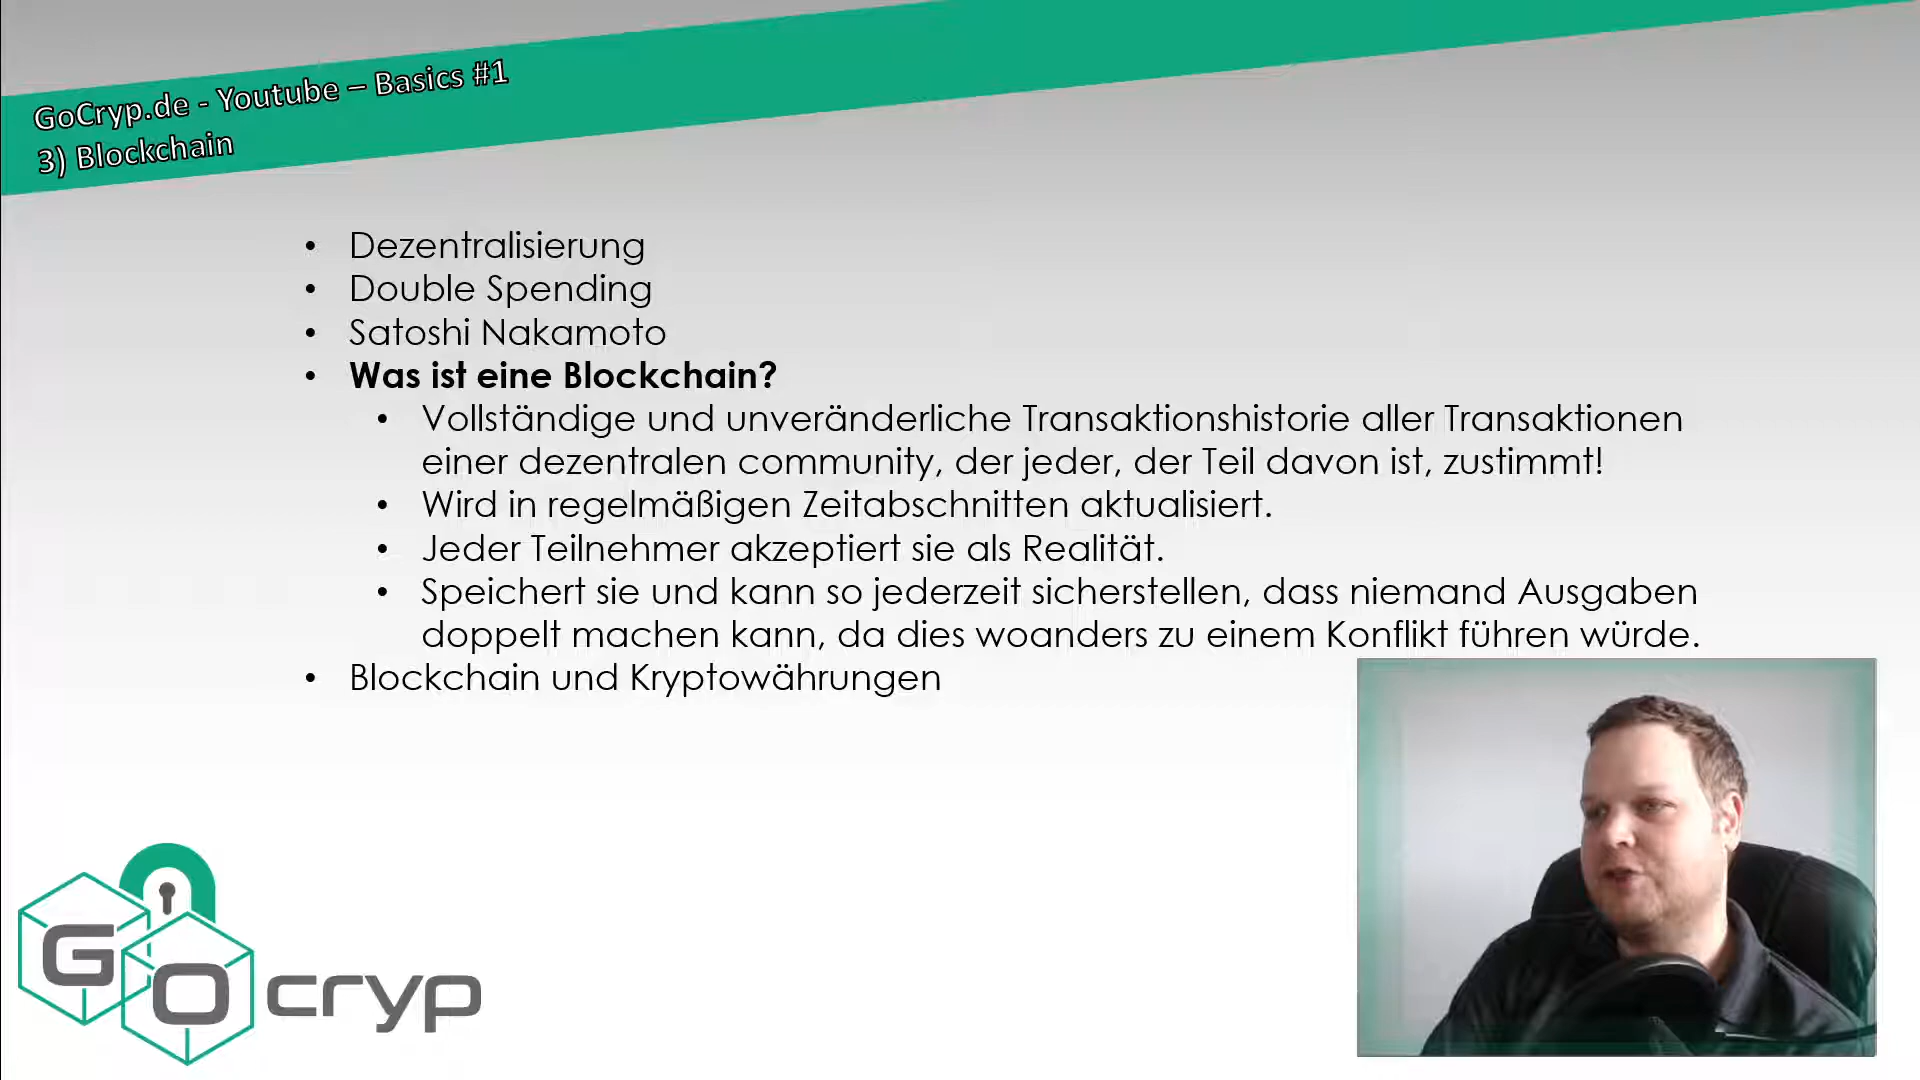 GoCryp.de - Youtube – Basics #1
3) Blockchain
• Dezentralisierung
• Double Spending
• Satoshi Nakamoto
• Was ist eine Blockchain?
• Vollständige und unveränderliche Transaktionshistorie aller Transaktionen
einer dezentralen community, der jeder, der Teil davon ist, zustimmt!
• Wird in regelmäßigen Zeitabschnitten aktualisiert.
• Jeder Teilnehmer akzeptiert sie als Realität.
• Speichert sie und kann so jederzeit sicherstellen, dass niemand Ausgaben
doppelt machen kann, da dies woanders zu einem Konflikt führen würde.
• Blockchain und Kryptowährungen
GO cryp